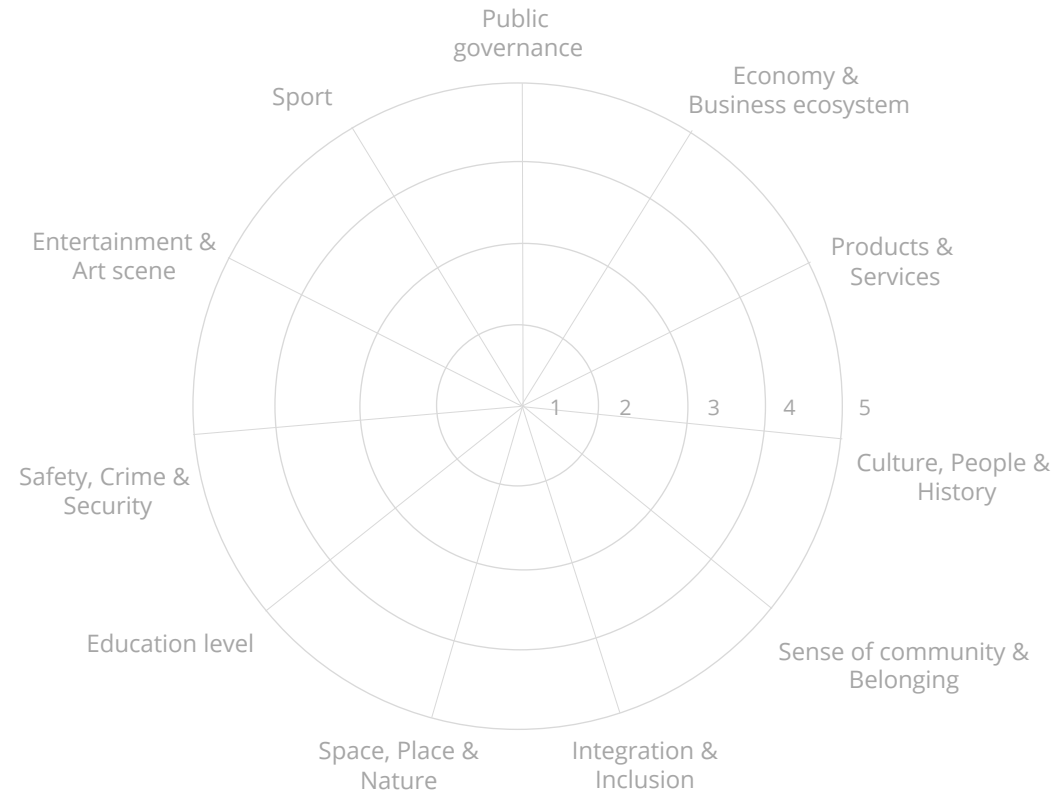 Public
governance
Economy &
Business ecosystem
Sport
Entertainment &
Art scene
Products &
Services
1 2 3 4 5
Culture, People &
History
Safety, Crime &
Security
Education level
Sense of community &
Belonging
Space, Place &
Nature
Integration &
Inclusion